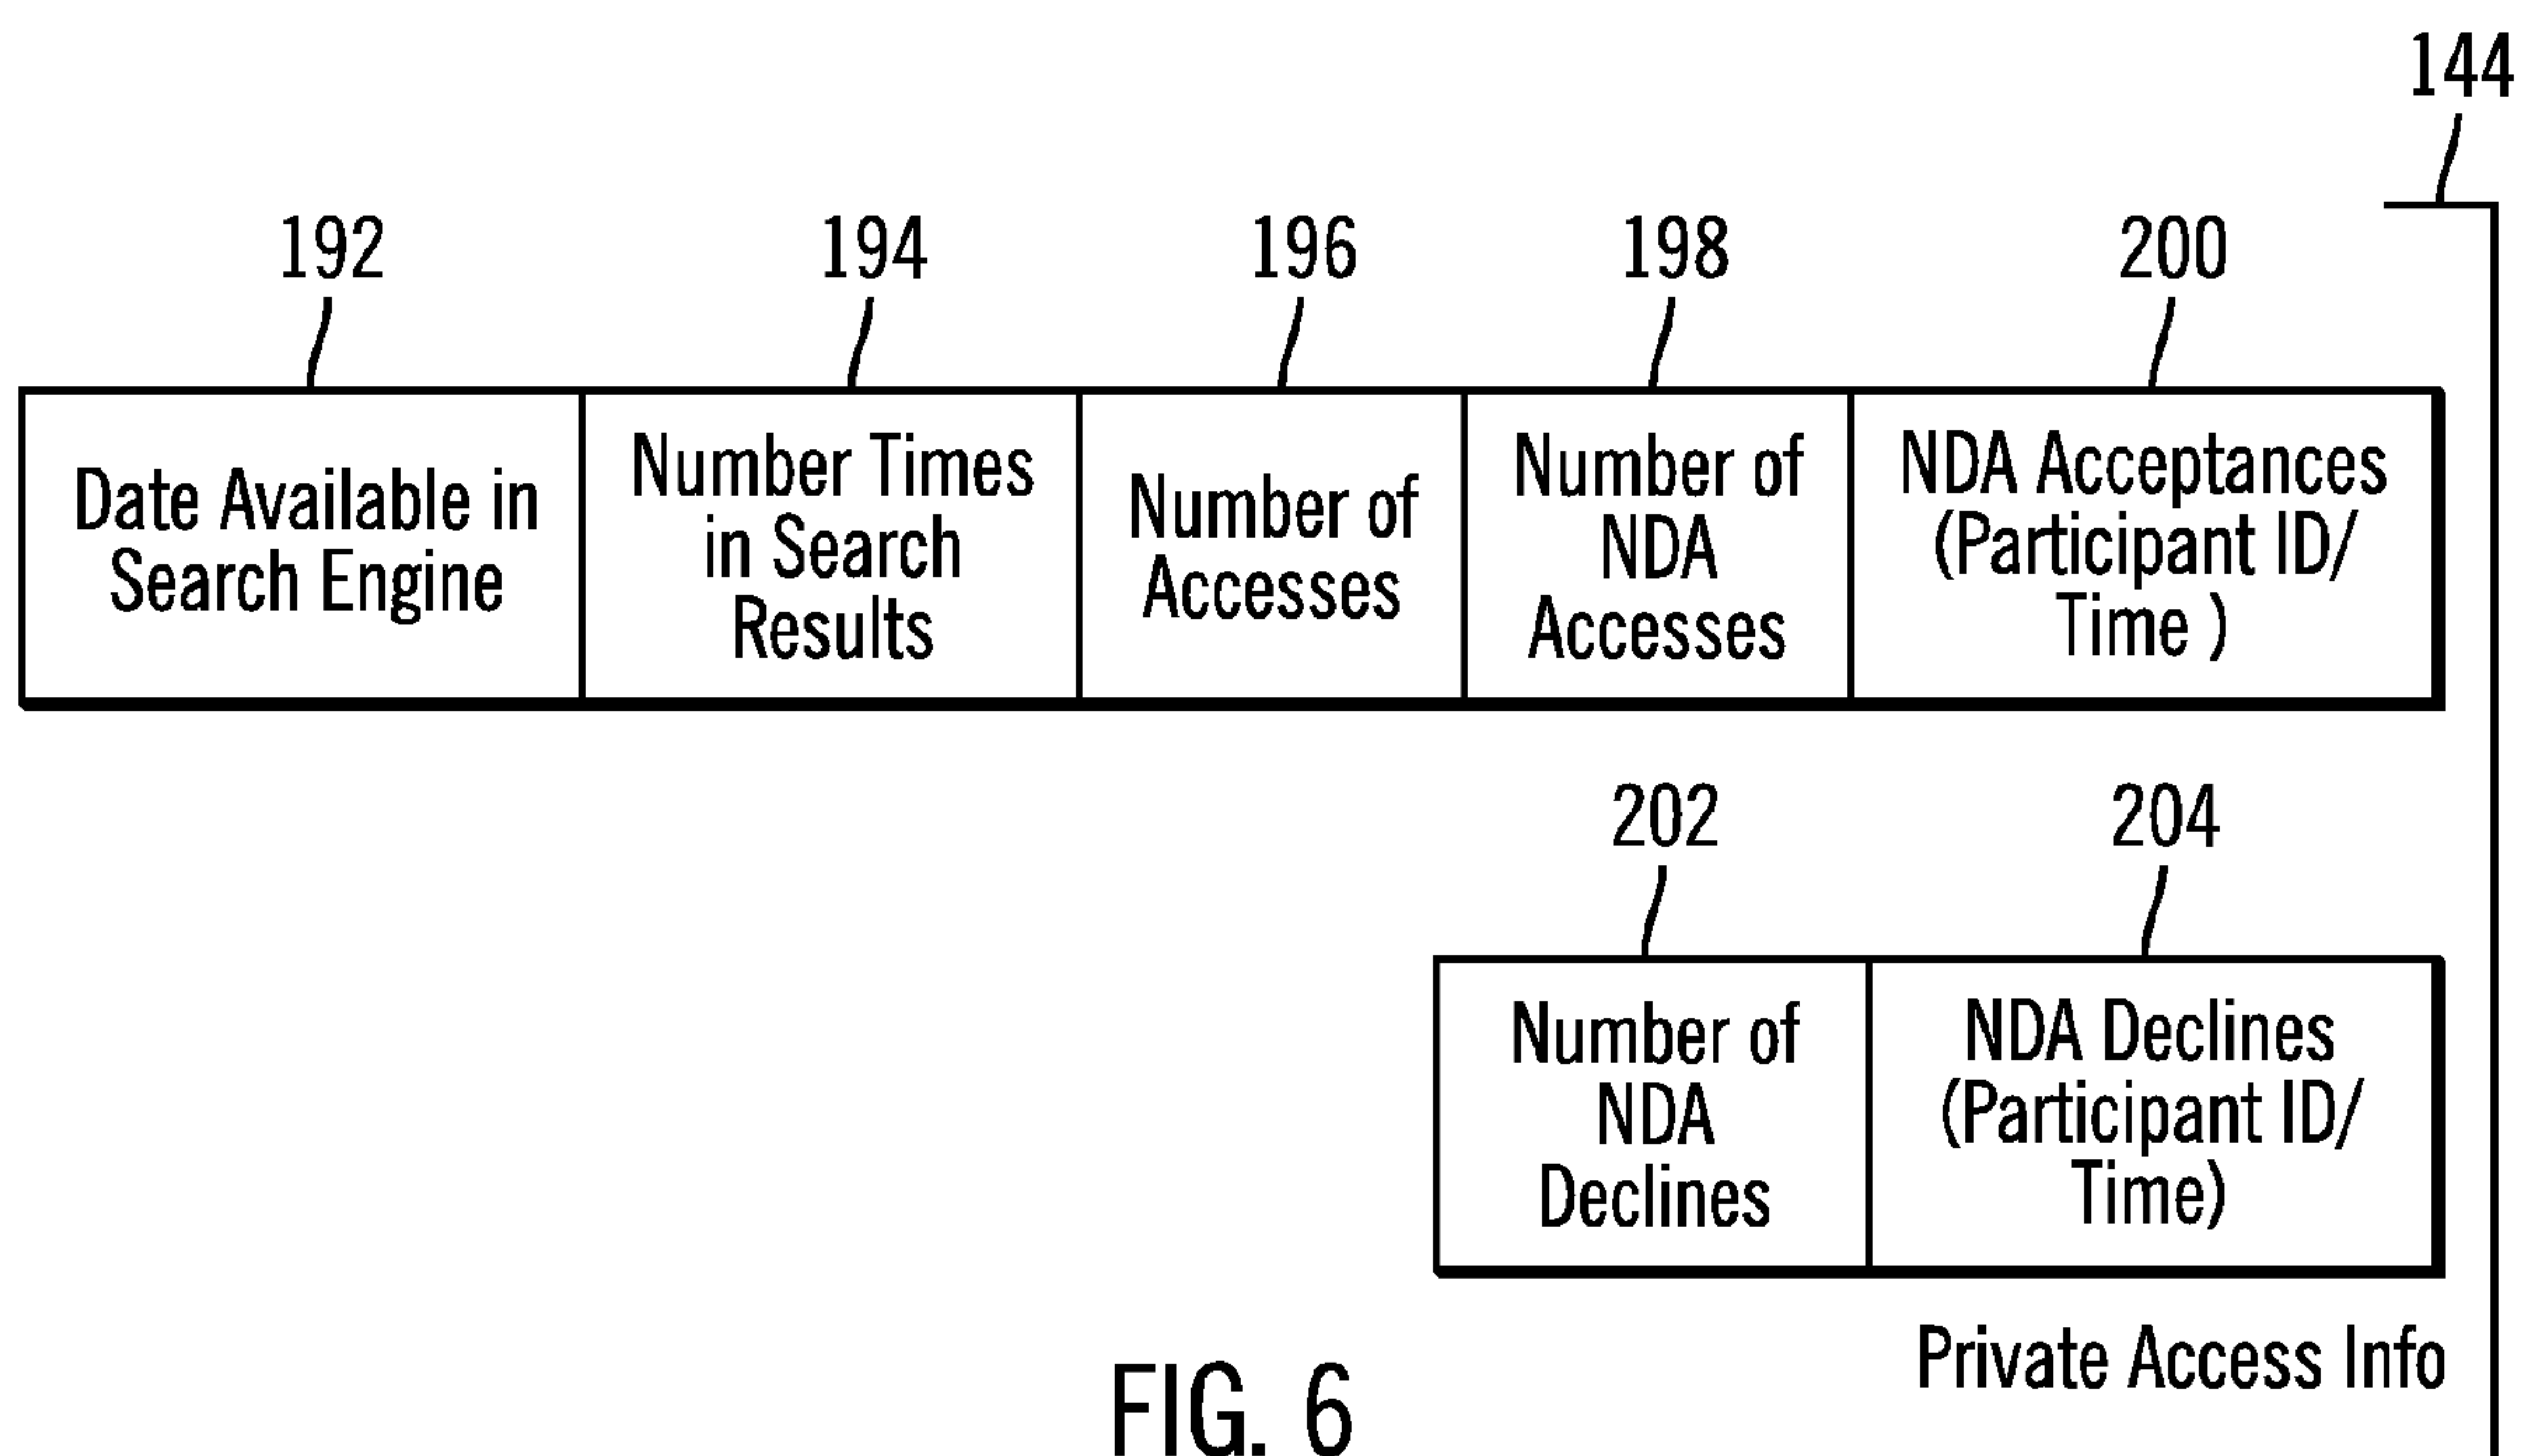 144
192
194
196
198
200
Date Available in
Search Engine
Number Times
in Search
Results
Number of
Accesses
Number of
NDA
Accesses
NDA Acceptances
(Participant ID/
Time )
202
204
Number of
NDA
Declines
NDA Declines
(Participant ID/
Time)
Private Access Info
FIG. 6